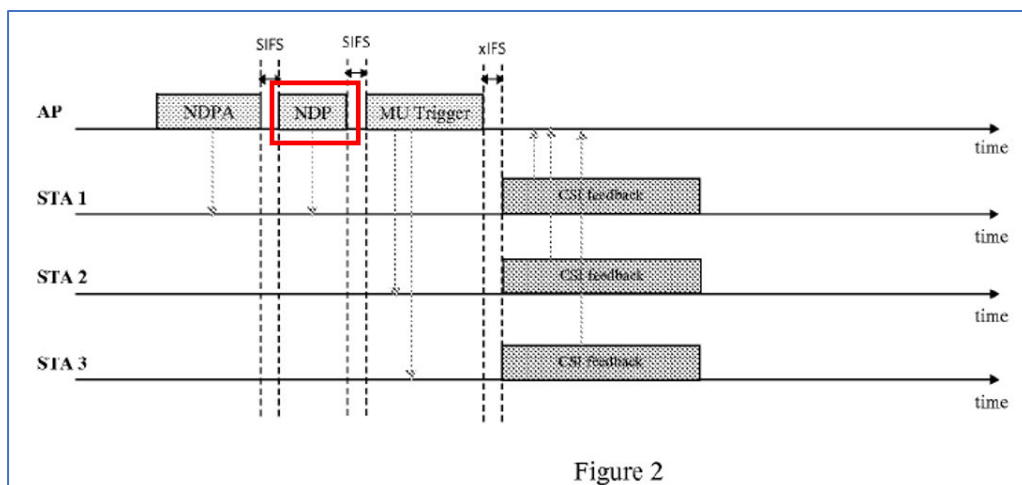 SIFS SIFS xIFS
AP NDPA NDP MU Trigger
time
STA 1 CSI feedback
time
STA 2 CSI feedback
time
STA 3 CSI feedback
time
Figure 2